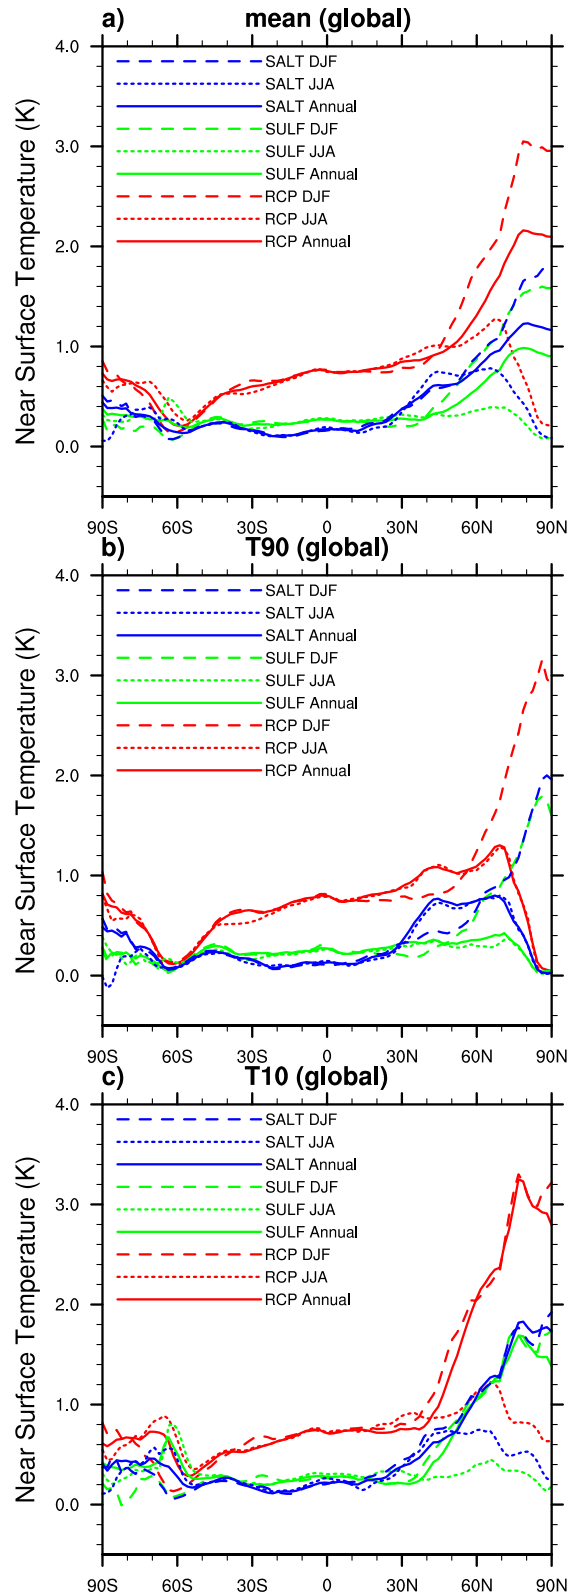 a) mean (global)
Near Surface Temperature (K)
4.0
3.0
2.0
1.0
0.0
SALT DJF
SALT JJA
SALT Annual
SULF DJF
SULF JJA
SULF Annual
RCP DJF
RCP JJA
RCP Annual
90S 60S 30S 0 30N 60N 90N
b) T90 (global)
Near Surface Temperature (K)
4.0
3.0
2.0
1.0
0.0
SALT DJF
SALT JJA
SALT Annual
SULF DJF
SULF JJA
SULF Annual
RCP DJF
RCP JJA
RCP Annual
90S 60S 30S 0 30N 60N 90N
c) T10 (global)
Near Surface Temperature (K)
4.0
3.0
2.0
1.0
0.0
SALT DJF
SALT JJA
SALT Annual
SULF DJF
SULF JJA
SULF Annual
RCP DJF
RCP JJA
RCP Annual
90S 60S 30S 0 30N 60N 90N